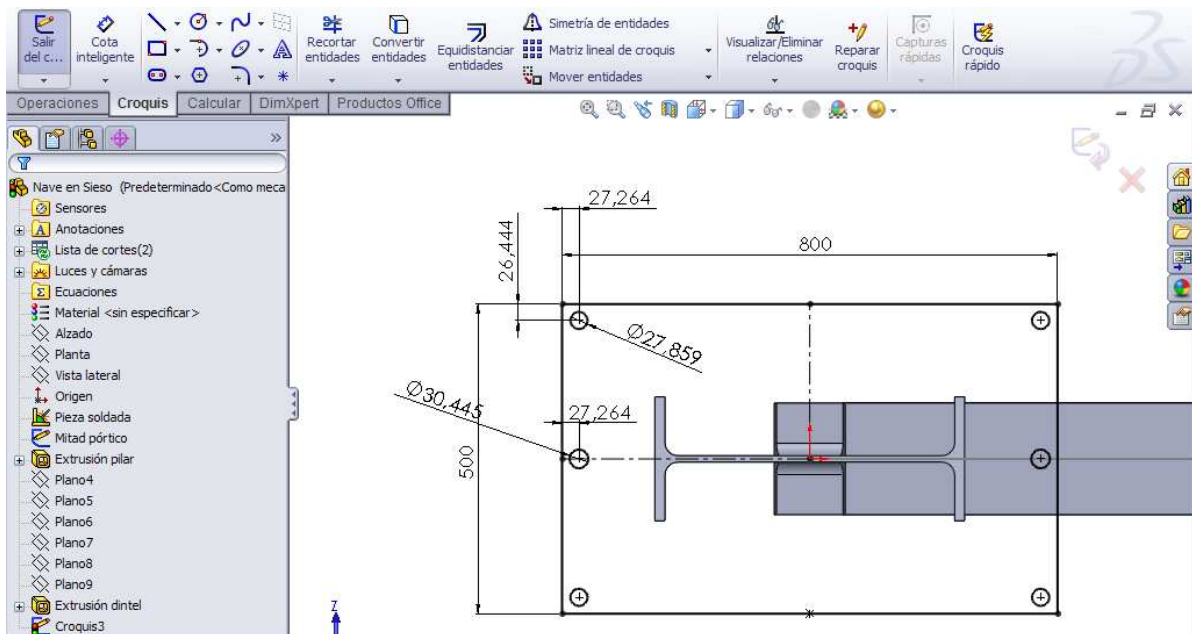 Salir
del c...
Cota
inteligente
Recortar
entidades
Convertir
entidades
Equidistanciar
entidades
Simetría de entidades
Matriz lineal de croquis
Mover entidades
Visualizar/Eliminar
relaciones
Reparar
croquis
Capturas
rápidas
Croquis
rápido
Operaciones
Croquis
Calcular
DimXpert
Productos Office
Nave en Sieso (Predeterminado<Como meca
Sensores
Anotaciones
Lista de cortes(2)
Luces y cámaras
Ecuaciones
Material <sin especificar>
Alzado
Planta
Vista lateral
Origen
Pieza soldada
Mitad pórtico
Extrusión pilar
Plano4
Plano5
Plano6
Plano7
Plano8
Plano9
Extrusión dintel
Croquis3
27,264
26,444
800
Ø27,859
Ø30,445
27,264
500
Z